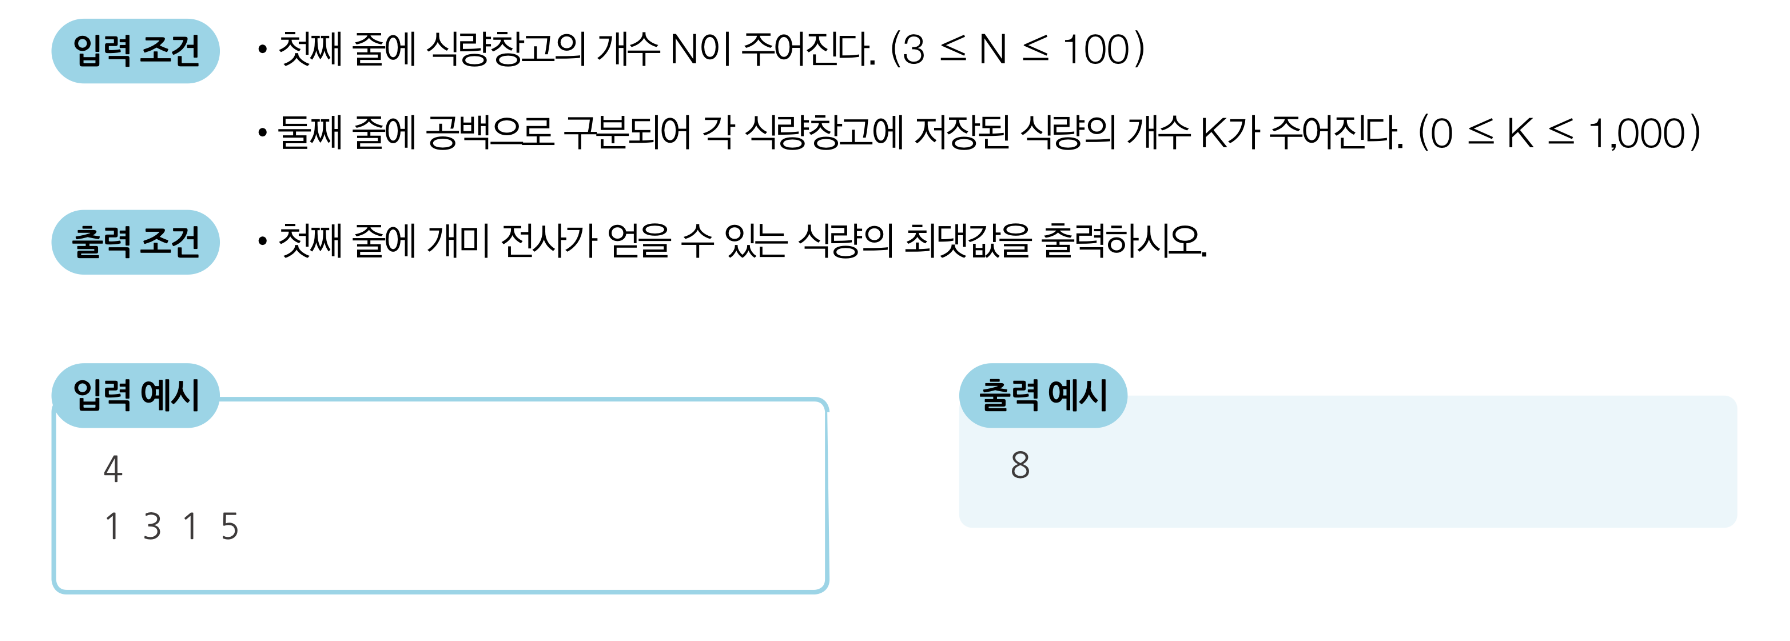 입력 조건
• 첫째 줄에 식량창고의 개수 N이 주어진다. (3 ≤ N ≤ 100)
• 둘째 줄에 공백으로 구분되어 각 식량창고에 저장된 식량의 개수 K가 주어진다. (0 ≤ K ≤ 1,000)
출력 조건
• 첫째 줄에 개미 전사가 얻을 수 있는 식량의 최댓값을 출력하시오.
입력 예시
4
1 3 1 5
출력 예시
8